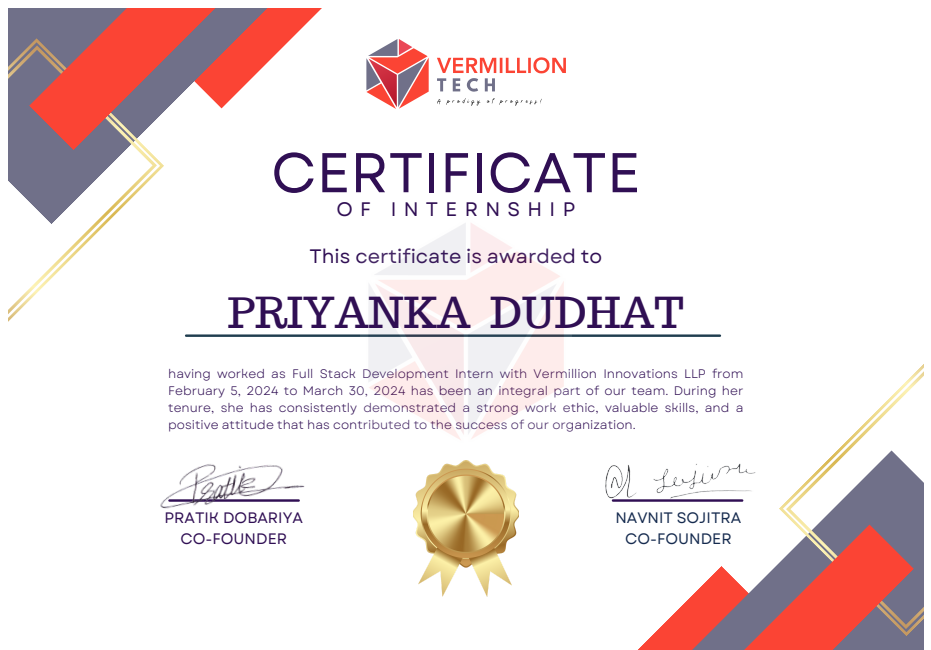 VERMILLION
TECH
A prodigy of progress!
CERTIFICATE
OF INTERNSHIP
This certificate is awarded to
PRIYANKA DUDHAT
having worked as Full Stack Development Intern with Vermillion Innovations LLP from
February 5, 2024 to March 30, 2024 has been an integral part of our team. During her
tenure, she has consistently demonstrated a strong work ethic, valuable skills, and a
positive attitude that has contributed to the success of our organization.
Pratik
PRATIK DOBARIYA
CO-FOUNDER
NAVNIT SOJITRA
CO-FOUNDER